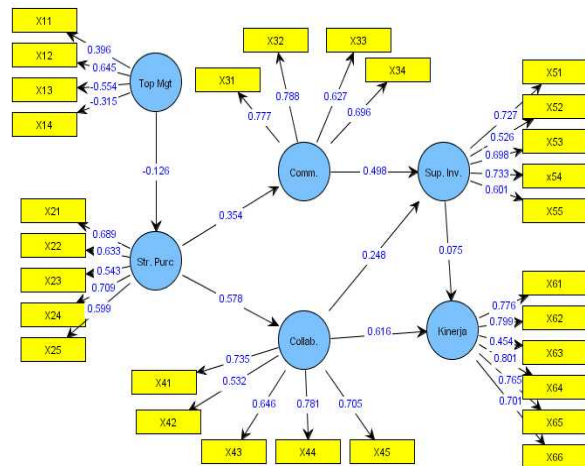 X11
0.396
X12
0.645
X13
-0.554
X14
-0.315
Top Mgt
-0.126
X21
0.689
X22
0.633
X23
0.543
X24
0.709
X25
0.599
Str. Purc
0.354
0.578
X31
0.777
X32
0.788
X33
0.627
X34
0.696
Comm.
0.498
X41
0.735
X42
0.532
X43
0.646
X44
0.781
X45
0.705
Collab.
0.248
0.616
X51
0.727
X52
0.526
X53
0.698
x54
0.733
X55
0.601
Sup. Inv.
0.075
X61
0.776
X62
0.799
X63
0.454
X64
0.801
X65
0.765
X66
0.701
Kinerja